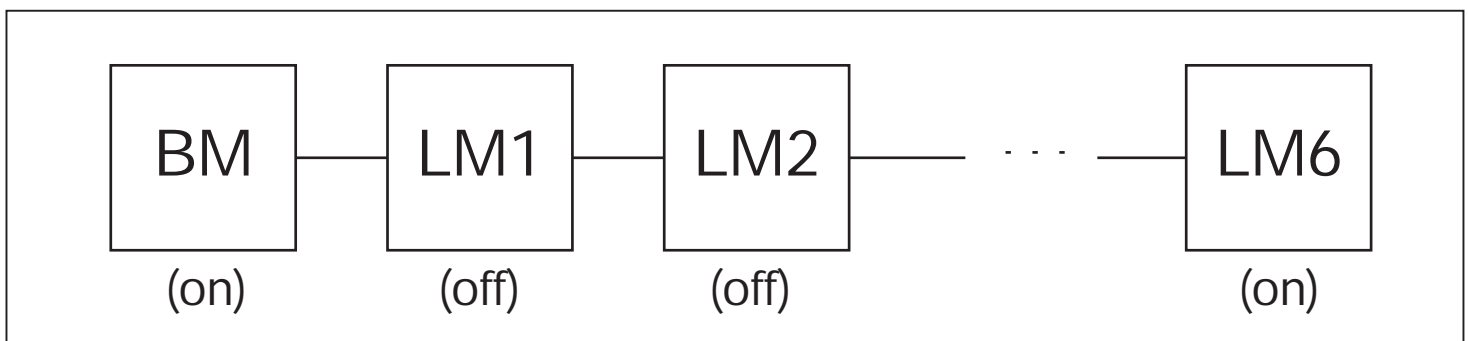 BM LM1 LM2 . . . LM6
(on) (off) (off) (on)